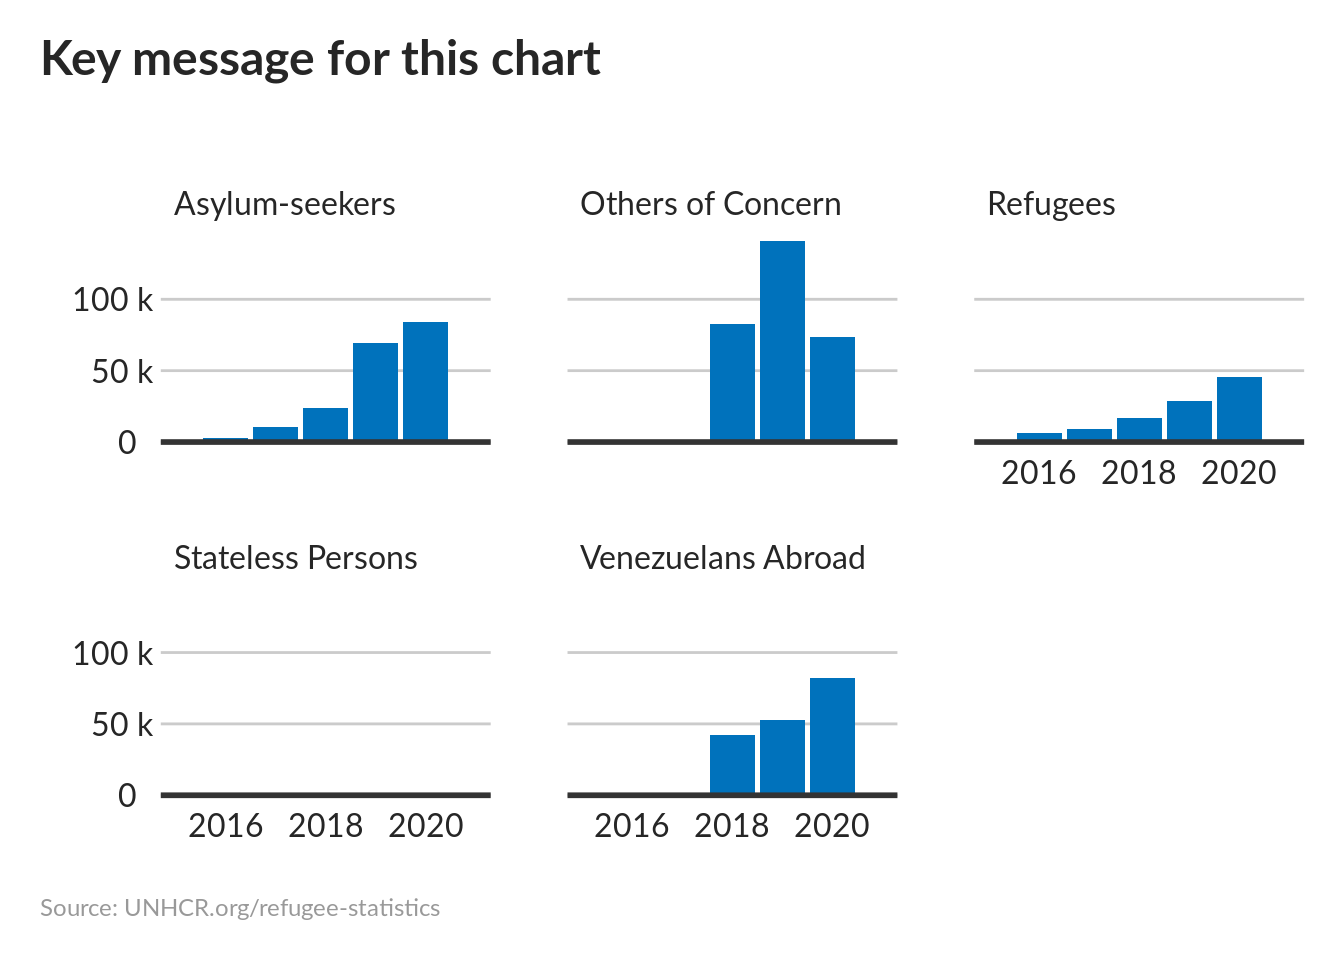 Key message for this chart
Asylum-seekers
Others of Concern
Refugees
100 k
50 k
0
2016 2018 2020
Stateless Persons
Venezuelans Abroad
100 k
50 k
0
2016 2018 2020
2016 2018 2020
Source: UNHCR.org/refugee-statistics